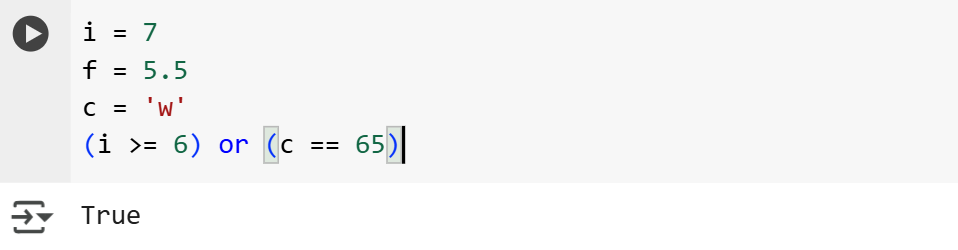 i = 7
f = 5.5
c = 'w'
(i >= 6) or (c == 65)
True